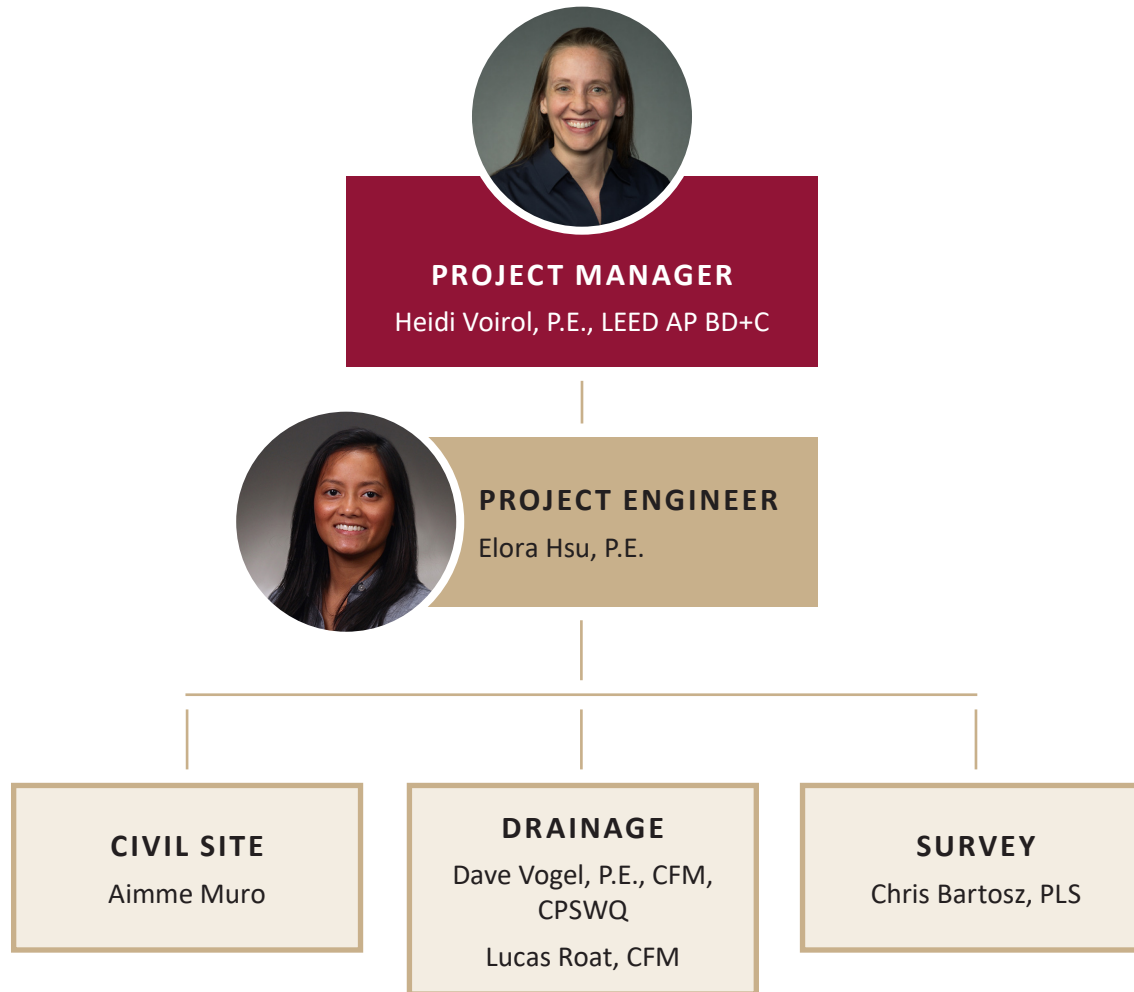 PROJECT MANAGER
Heidi Voirol, P.E., LEED AP BD+C
PROJECT ENGINEER
Elora Hsu, P.E.
CIVIL SITE
Aimme Muro
DRAINAGE
Dave Vogel, P.E., CFM,
CPSWQ
Lucas Roat, CFM
SURVEY
Chris Bartosz, PLS